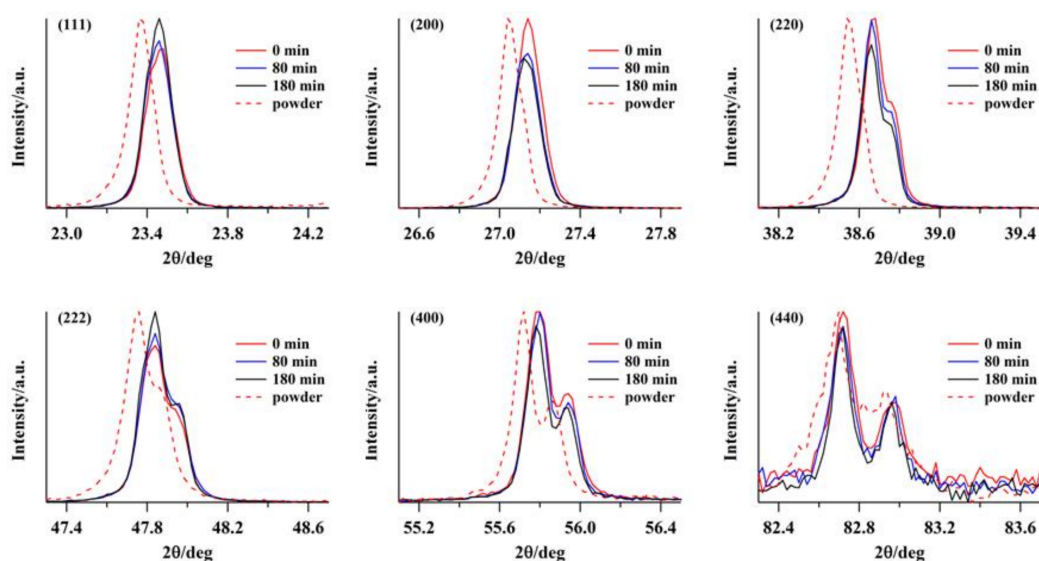 (111)
0 min
80 min
180 min
powder
Intensity/a.u.
23.0 23.4 23.8 24.2
2θ/deg
(200)
0 min
80 min
180 min
powder
Intensity/a.u.
26.6 27.0 27.4 27.8
2θ/deg
(220)
0 min
80 min
180 min
powder
Intensity/a.u.
38.2 38.6 39.0 39.4
2θ/deg
(222)
0 min
80 min
180 min
powder
Intensity/a.u.
47.4 47.8 48.2 48.6
2θ/deg
(400)
0 min
80 min
180 min
powder
Intensity/a.u.
55.2 55.6 56.0 56.4
2θ/deg
(440)
0 min
80 min
180 min
powder
Intensity/a.u.
82.4 82.8 83.2 83.6
2θ/deg